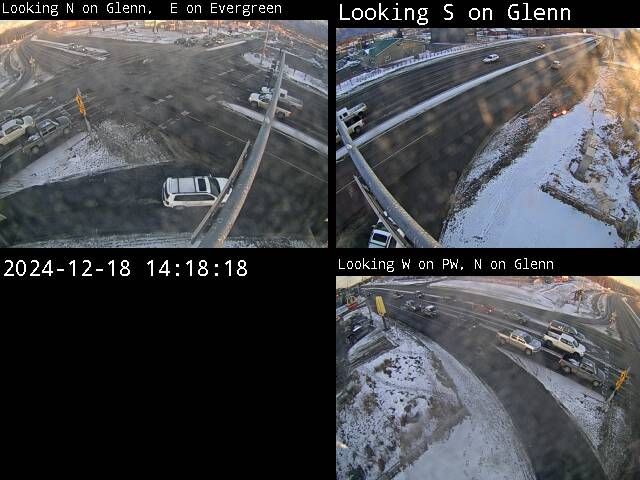 Looking N on Glenn,  E on Evergreen
Looking S on Glenn
2024-12-18 14:18:18
Looking W on PW, N on Glenn